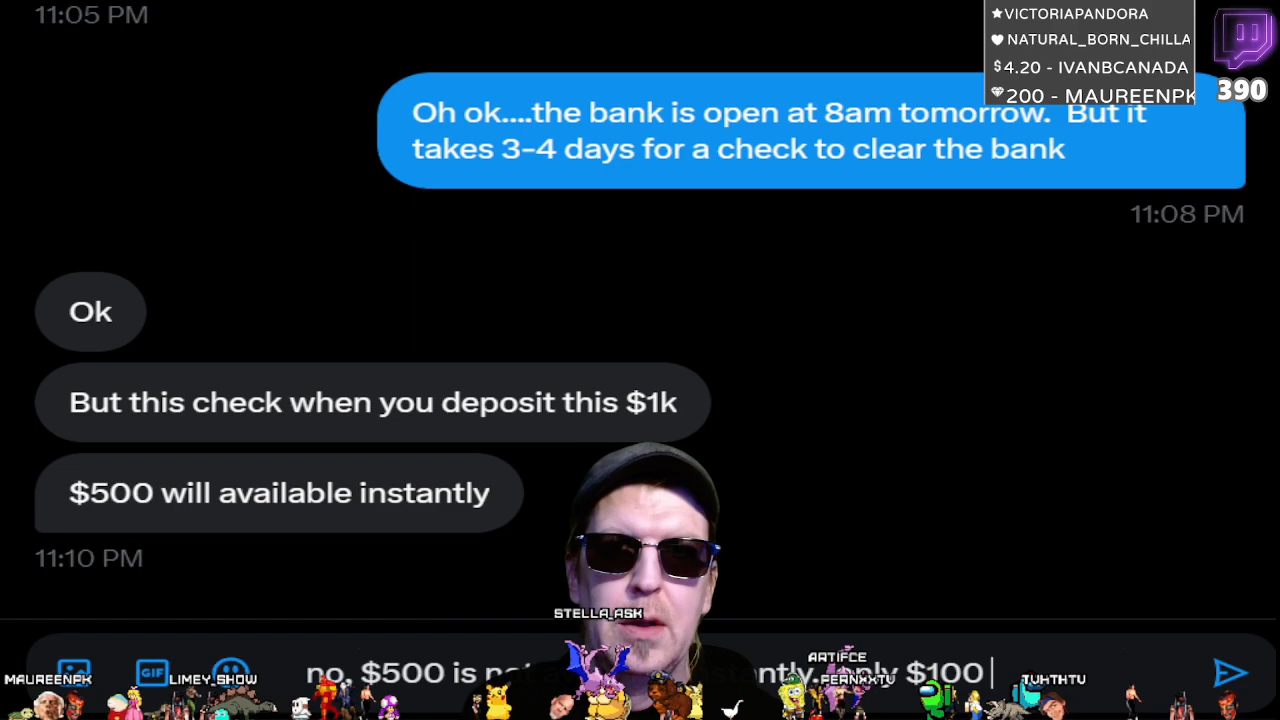 11:05 PM
★VICTORIAPANDORA
NATURAL_BORN_CHILLA
$4.20 - IVANBCANADA
200 - MAUREENPK
390
Oh ok....the bank is open at 8am tomorrow. But it
takes 3-4 days for a check to clear the bank
11:08 PM
Ok
But this check when you deposit this $1k
$500 will available instantly
11:10 PM
STELLA_ASK
no, $500 is only $100
GIF
MAUREENPK
LIMEY_SHOW
ARTIFCE
FERNXXTU
TUHTHTU